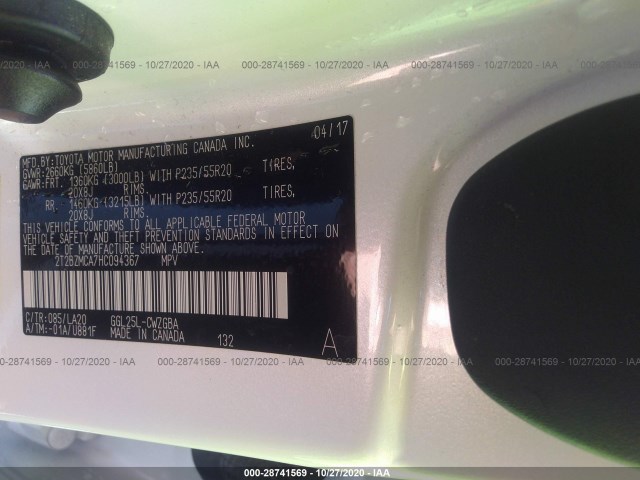 000-28741569 - 10/27/2020 - IAA
MFD.BY:TOYOTA MOTOR MANUFACTURING CANADA INC. 04/17
GVWR:2660KG (5860LB)
GAWR:FRT. 1360KG (3000LB) WITH P235/55R20 TIRES,
20X8J RIMS.
RR. 1460KG (3215LB) WITH P235/55R20 TIRES,
20X8J RIMS.
THIS VEHICLE CONFORMS TO ALL APPLICABLE FEDERAL MOTOR
VEHICLE SAFETY AND THEFT PREVENTION STANDARDS IN EFFECT ON
THE DATE OF MANUFACTURE SHOWN ABOVE.
2T2BZMCA7HC094367 MPV
C/TR:085/LA20 GGL25L-CWZGBA
A/TM:-01A/U881F MADE IN CANADA 132
A
000-28741569 - 10/27/2020 - IAA